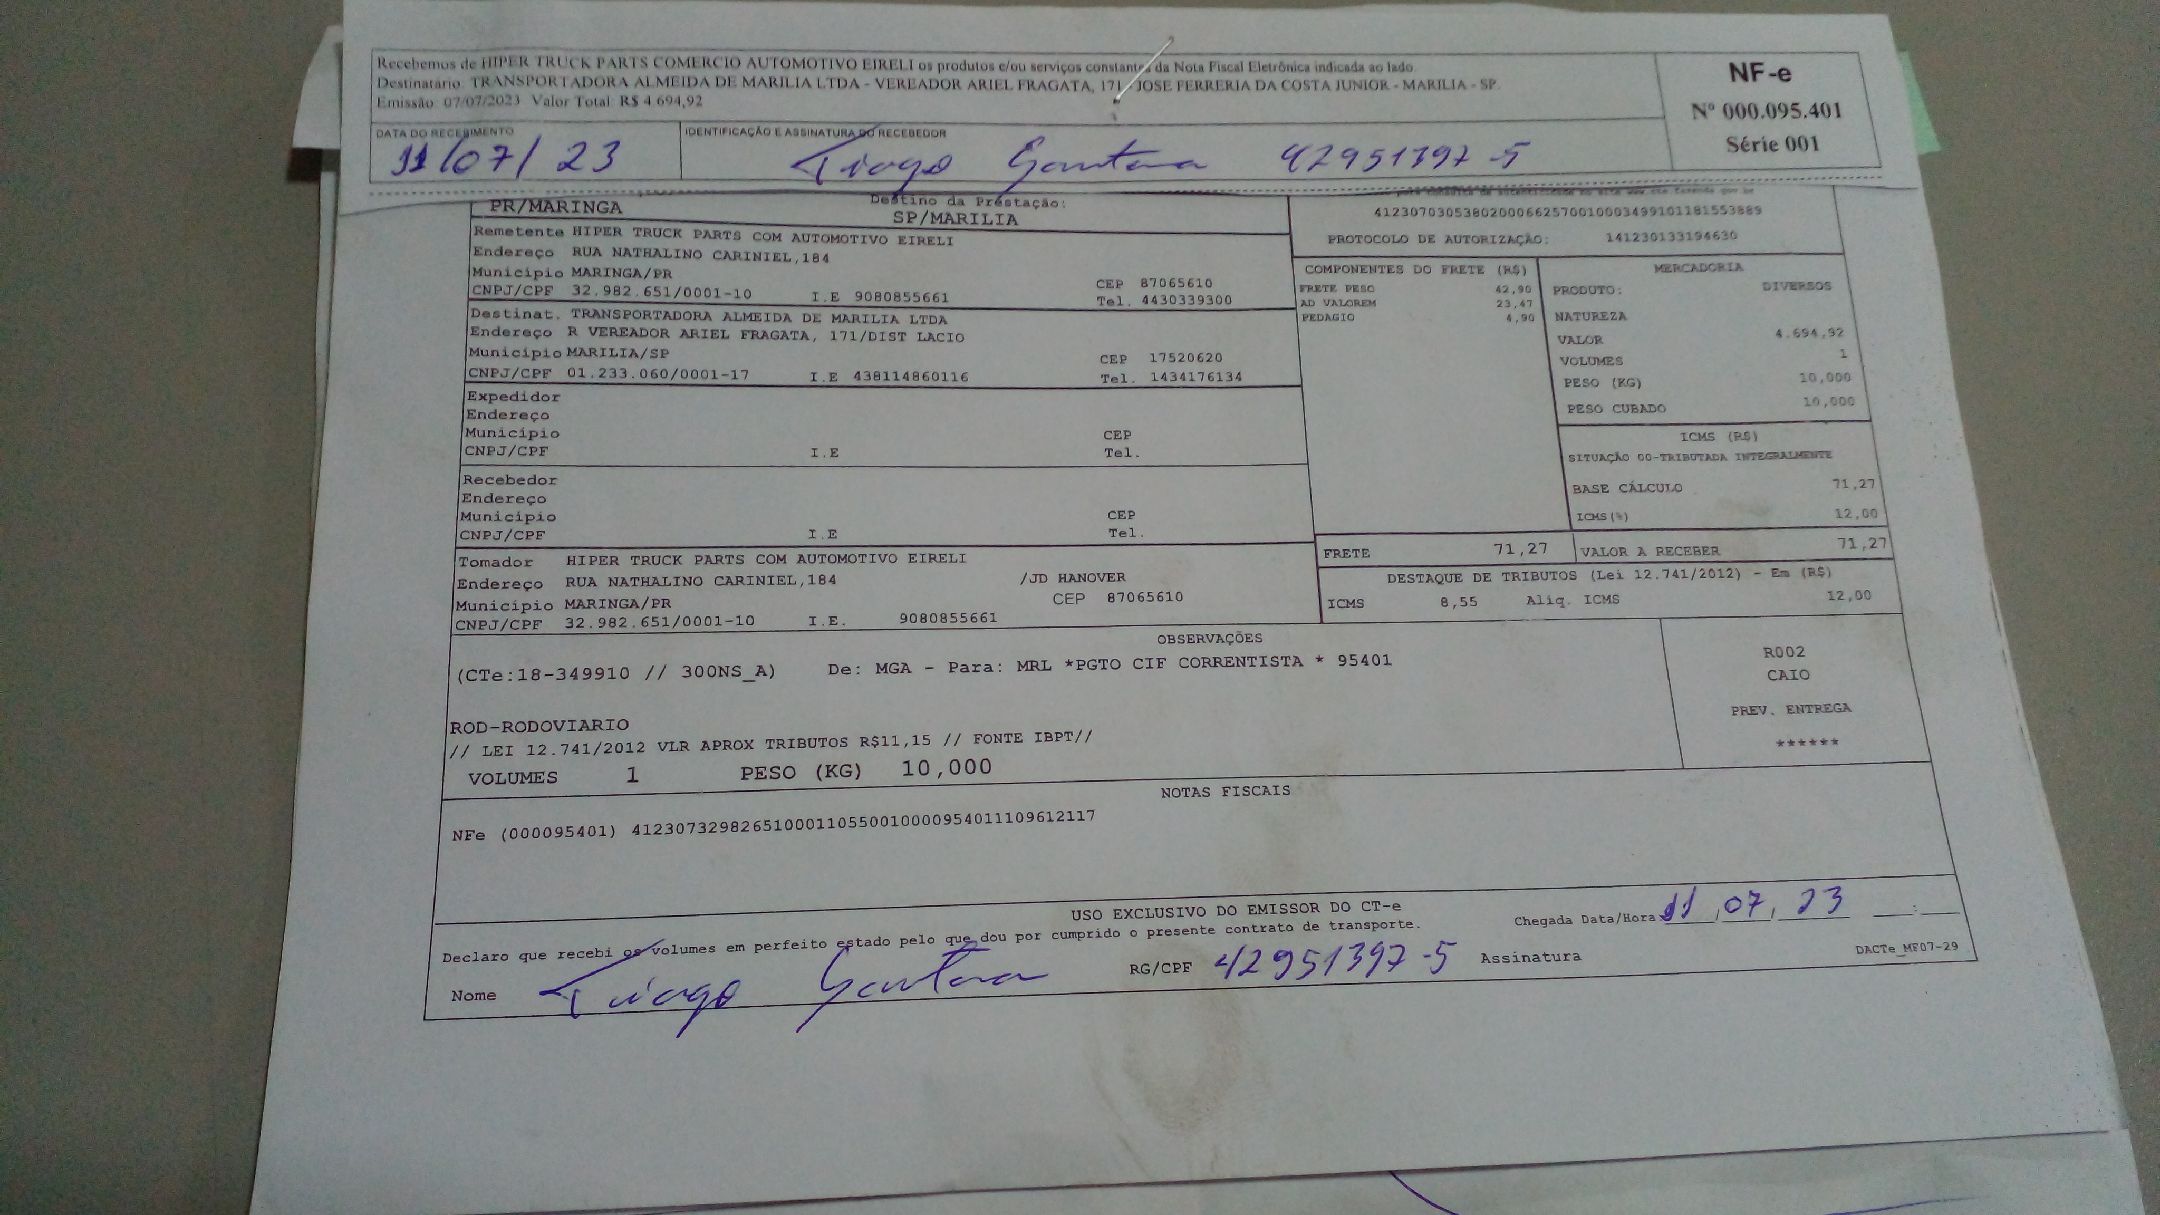 Recebemos de HIPER TRUCK PARTS COMERCIO AUTOMOTIVO EIRELI os produtos e/ou serviços constantes da Nota Fiscal Eletrônica indicada ao lado.
Destinatário: TRANSPORTADORA ALMEIDA DE MARILIA LTDA - VEREADOR ARIEL FRAGATA, 171 JOSE FERRERIA DA COSTA JUNIOR - MARILIA - SP.
Emissão: 07/07/2023 Valor Total: R$ 4.694,92
NF-e
Nº 000.095.401
Série 001
DATA DO RECEBIMENTO
11/07/23
IDENTIFICAÇÃO E ASSINATURA DO RECEBEDOR
Tiago Santana 42951397-5
PR/MARINGA
Destino da Prestação:
SP/MARILIA
41230703053802000662570010003499101181553889
PROTOCOLO DE AUTORIZAÇÃO: 141230133194630
Remetente HIPER TRUCK PARTS COM AUTOMOTIVO EIRELI
Endereço RUA NATHALINO CARINIEL,184
Município MARINGA/PR CEP 87065610
CNPJ/CPF 32.982.651/0001-10 I.E 9080855661 Tel. 4430339300
Destinat. TRANSPORTADORA ALMEIDA DE MARILIA LTDA
Endereço R VEREADOR ARIEL FRAGATA, 171/DIST LACIO
Município MARILIA/SP CEP 17520620
CNPJ/CPF 01.233.060/0001-17 I.E 438114860116 Tel. 1434176134
Expedidor
Endereço
Município CEP
CNPJ/CPF I.E Tel.
Recebedor
Endereço
Município CEP
CNPJ/CPF I.E Tel.
Tomador HIPER TRUCK PARTS COM AUTOMOTIVO EIRELI
Endereço RUA NATHALINO CARINIEL,184 /JD HANOVER
Município MARINGA/PR CEP 87065610
CNPJ/CPF 32.982.651/0001-10 I.E. 9080855661
COMPONENTES DO FRETE (R$)
FRETE PESO 42,90
AD VALOREM 23,47
PEDAGIO 4,90
MERCADORIA
PRODUTO: DIVERSOS
NATUREZA
VALOR 4.694,92
VOLUMES 1
PESO (KG) 10,000
PESO CUBADO 10,000
ICMS (R$)
SITUAÇÃO 00-TRIBUTADA INTEGRALMENTE
BASE CÁLCULO 71,27
ICMS(%) 12,00
FRETE 71,27 VALOR A RECEBER 71,27
DESTAQUE DE TRIBUTOS (Lei 12.741/2012) - Em (R$)
ICMS 8,55 Aliq. ICMS 12,00
OBSERVAÇÕES
(CTe:18-349910 // 300NS_A) De: MGA - Para: MRL *PGTO CIF CORRENTISTA * 95401
ROD-RODOVIARIO
// LEI 12.741/2012 VLR APROX TRIBUTOS R$11,15 // FONTE IBPT//
VOLUMES 1 PESO (KG) 10,000
R002
CAIO
PREV. ENTREGA
******
NOTAS FISCAIS
NFe (000095401) 41230732982651000110550010000954011109612117
USO EXCLUSIVO DO EMISSOR DO CT-e
Declaro que recebi os volumes em perfeito estado pelo que dou por cumprido o presente contrato de transporte.
Chegada Data/Hora 11,07,23 __:__
Nome Tiago Santana RG/CPF 42951397-5 Assinatura
DACTe_MF07-29